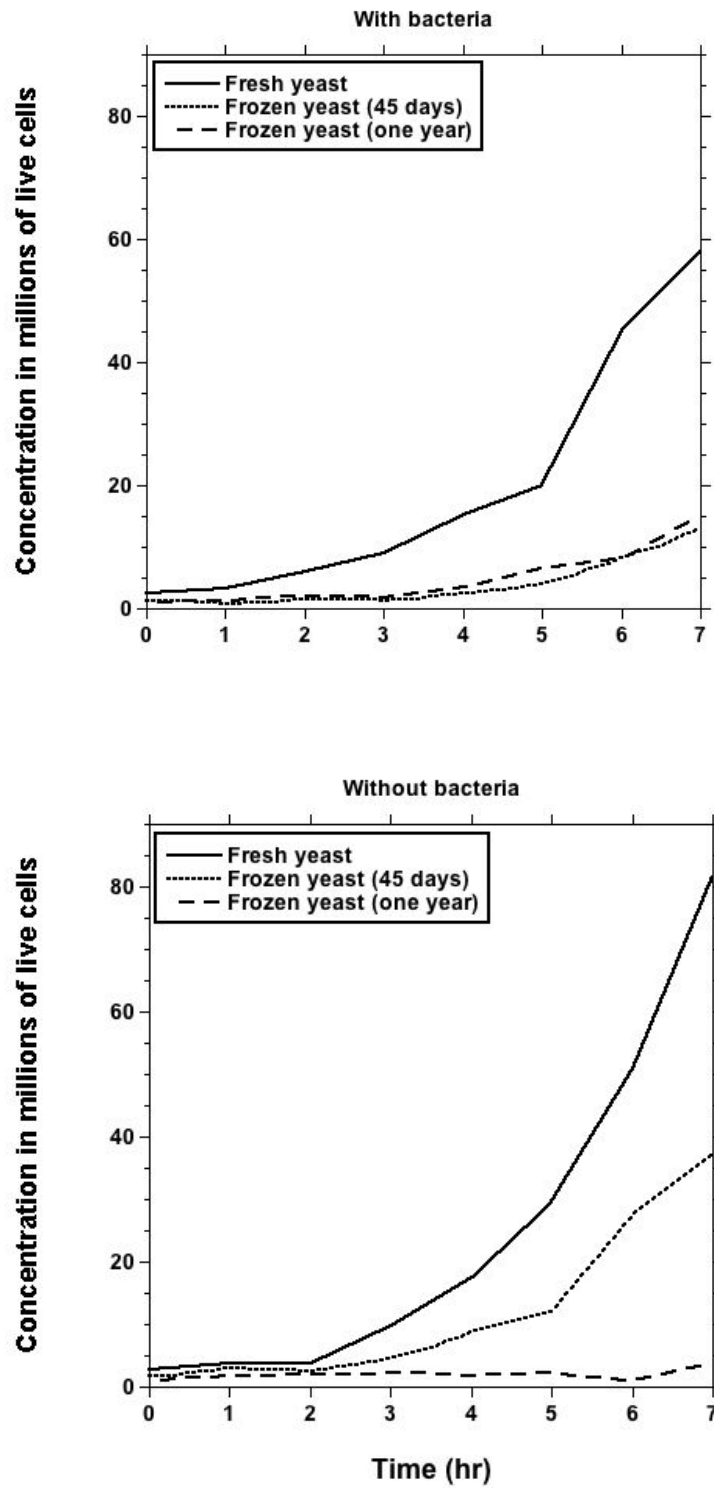 With bacteria
Concentration in millions of live cells
Fresh yeast
Frozen yeast (45 days)
Frozen yeast (one year)
80
60
40
20
0
0 1 2 3 4 5 6 7
Without bacteria
Concentration in millions of live cells
Fresh yeast
Frozen yeast (45 days)
Frozen yeast (one year)
80
60
40
20
0
0 1 2 3 4 5 6 7
Time (hr)